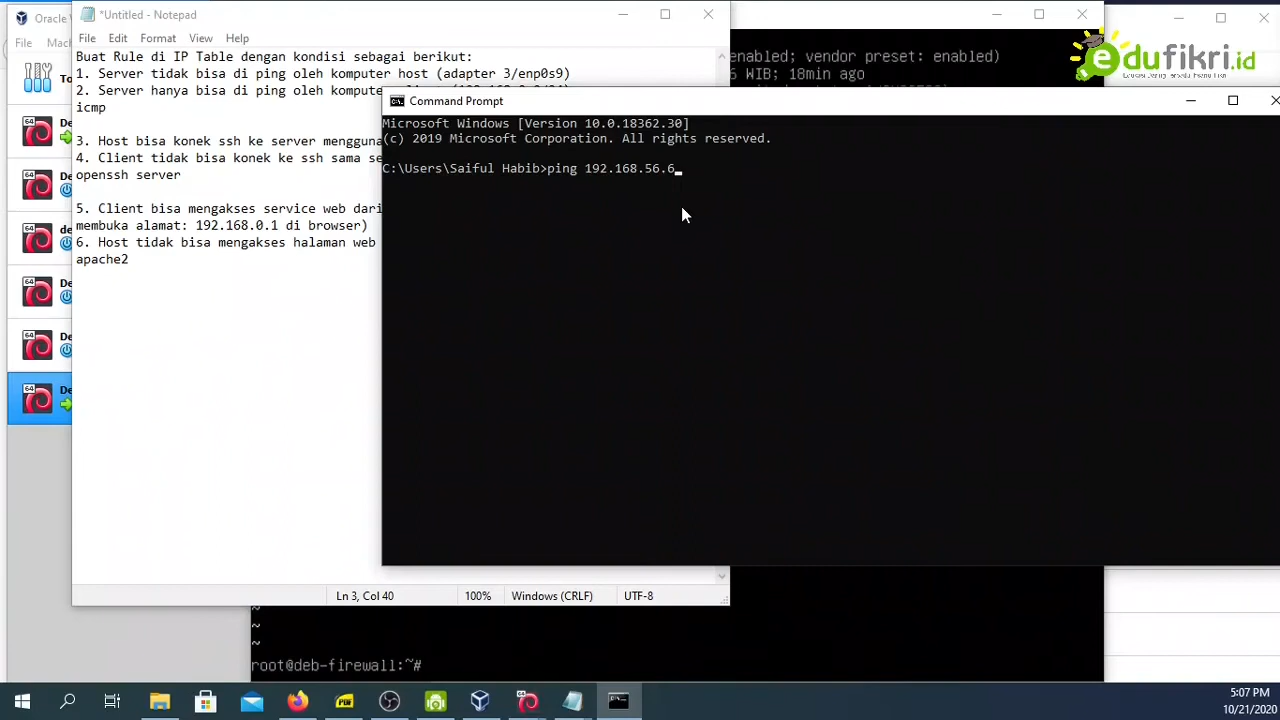 Oracle
*Untitled - Notepad
File
File Edit Format View Help
Buat Rule di IP Table dengan kondisi sebagai berikut:
1. Server tidak bisa di ping oleh komputer host (adapter 3/enp0s9)
2. Server hanya bisa di ping oleh komputer
icmp
3. Host bisa konek ssh ke server
4. Client tidak bisa konek ke ssh sama
openssh server
5. Client bisa mengakses service web dari
membuka alamat: 192.168.0.1 di browser)
6. Host tidak bisa mengakses halaman web
apache2
Ln 3, Col 40 100% Windows (CRLF) UTF-8
enabled; vendor preset: enabled)
6 WIB; 18min ago
edufikri.id
Command Prompt
Microsoft Windows [Version 10.0.18362.30]
(c) 2019 Microsoft Corporation. All rights reserved.
C:\Users\Saiful Habib>ping 192.168.56.6_
~
~
~
root@deb-firewall:~#
5:07 PM
10/21/2020